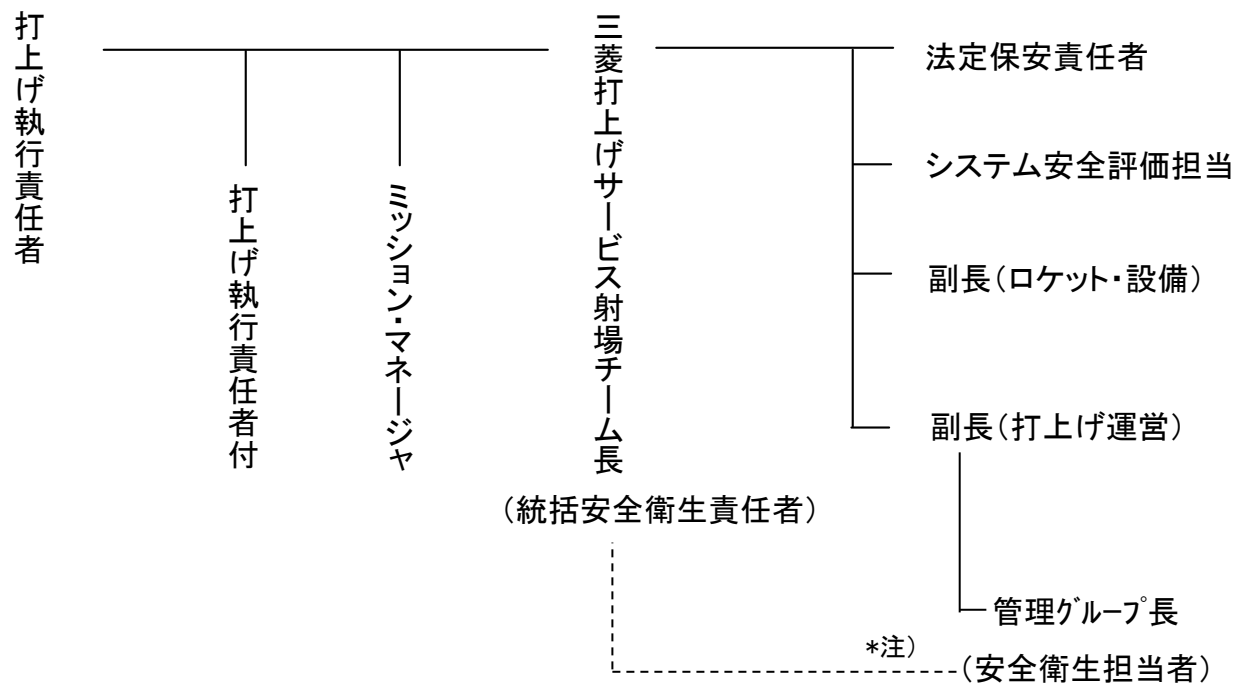 打上げ執行責任者
打上げ執行責任者付
ミッション・マネージャ
三菱打上げサービス射場チーム長
（統括安全衛生責任者）
法定保安責任者
システム安全評価担当
副長（ロケット・設備）
副長（打上げ運営）
管理ｸﾞﾙｰﾌﾟ長
*注）
（安全衛生担当者）